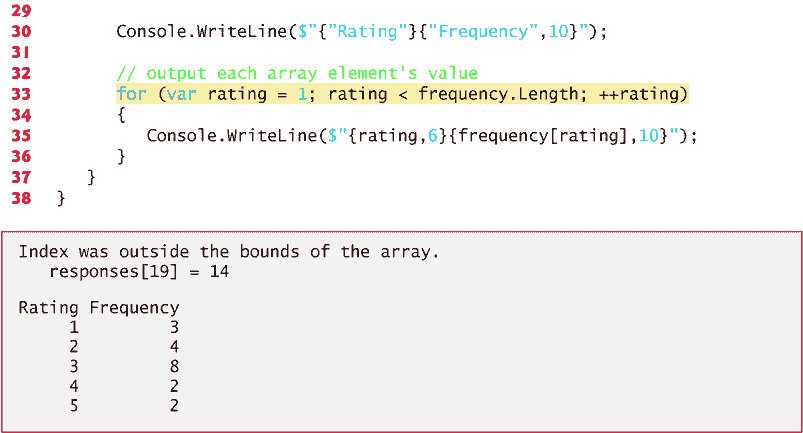 29
30 Console.WriteLine($"{"Rating"}{"Frequency",10}");
31
32 // output each array element's value
33 for (var rating = 1; rating < frequency.Length; ++rating)
34 {
35 Console.WriteLine($"{rating,6}{frequency[rating],10}");
36 }
37 }
38 }
Index was outside the bounds of the array.
responses[19] = 14
Rating Frequency
1 3
2 4
3 8
4 2
5 2